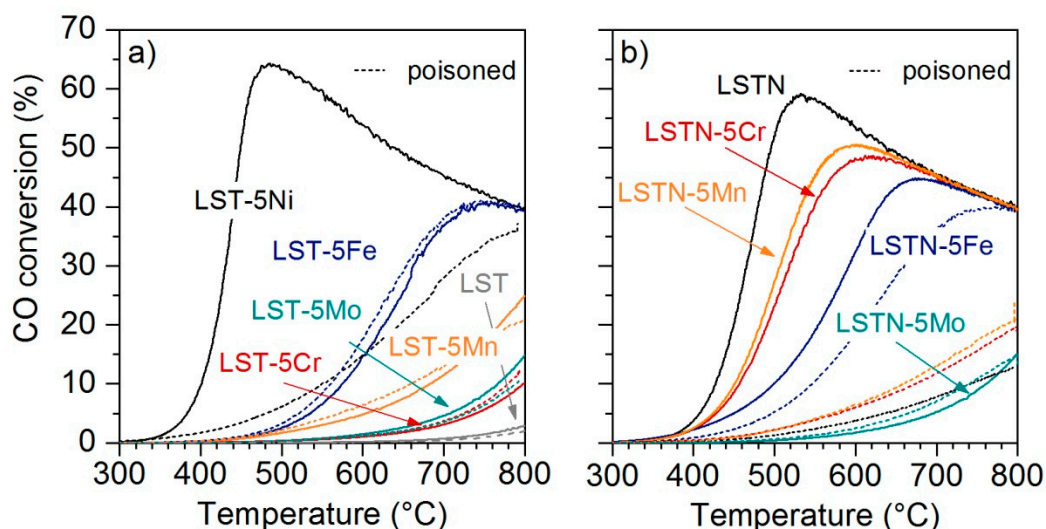 a)
poisoned
LST-5Ni
LST-5Fe
LST
LST-5Mo
LST-5Mn
LST-5Cr
CO conversion (%)
70
60
50
40
30
20
10
0
300 400 500 600 700 800
Temperature (°C)
b)
poisoned
LSTN
LSTN-5Cr
LSTN-5Mn
LSTN-5Fe
LSTN-5Mo
300 400 500 600 700 800
Temperature (°C)